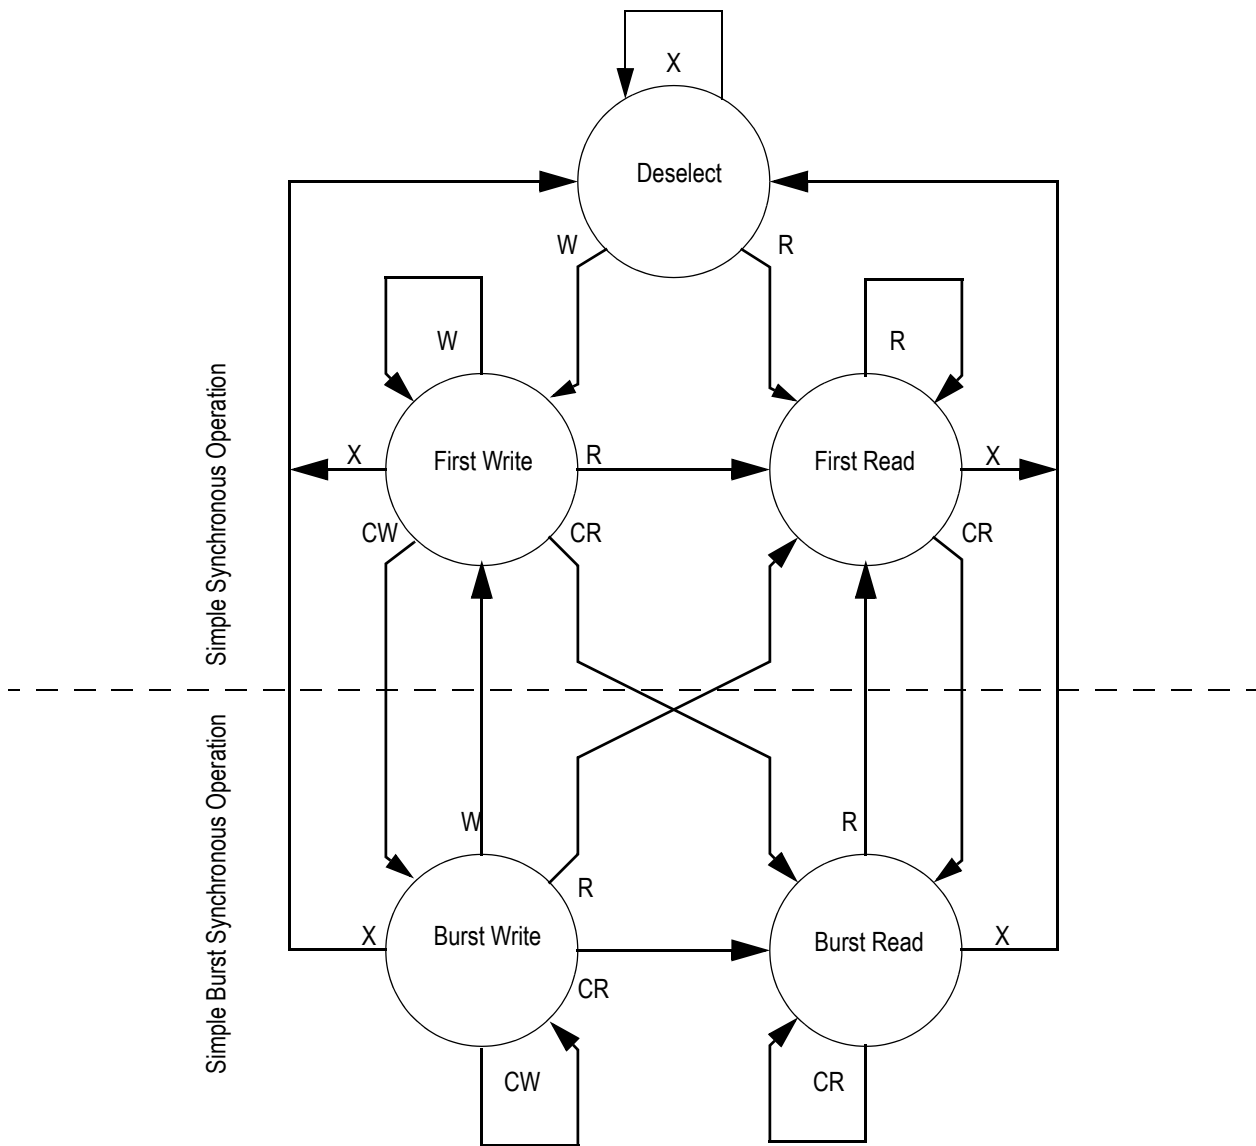 X
Deselect
W
R
W
R
Simple Synchronous Operation
X
First Write
R
First Read
X
CW
CR
CR
Simple Burst Synchronous Operation
W
R
R
X
Burst Write
Burst Read
X
CR
CW
CR